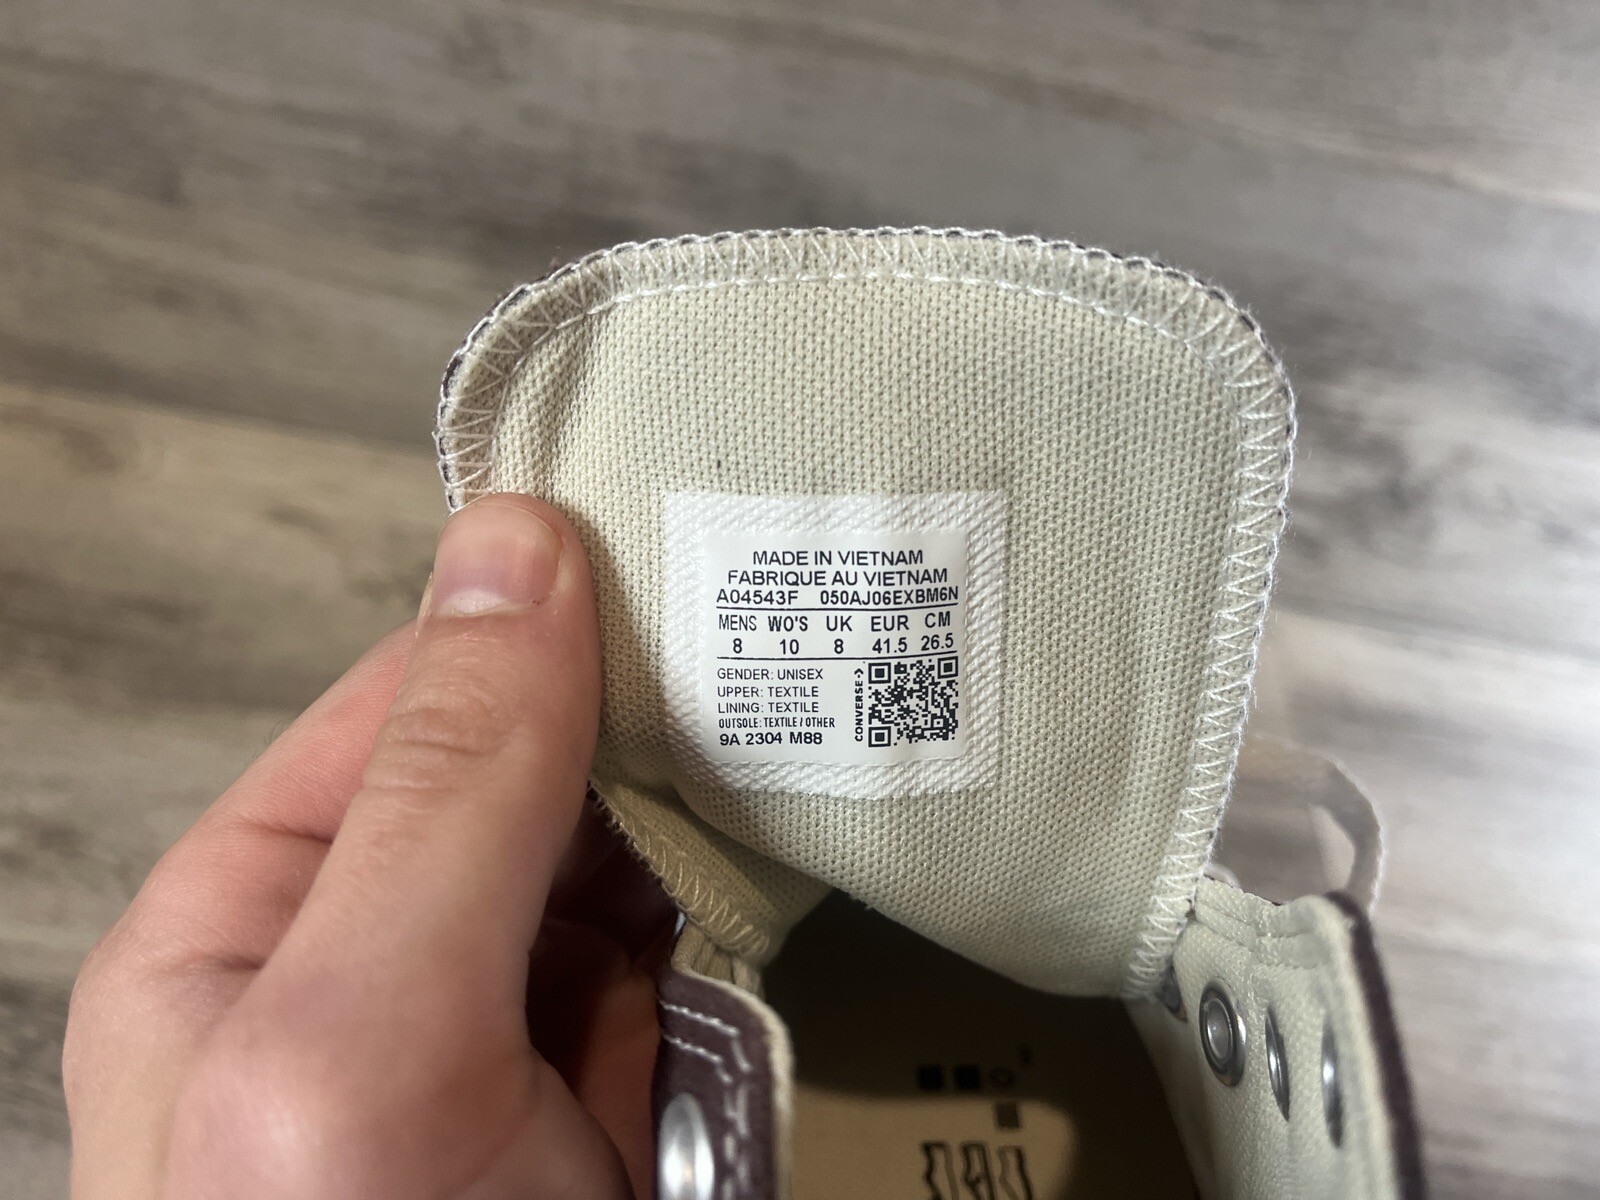 MADE IN VIETNAM
FABRIQUE AU VIETNAM
A04543F 050AJ06EXBM6N
MENS WO'S UK EUR CM
8 10 8 41.5 26.5
GENDER: UNISEX
UPPER: TEXTILE
LINING: TEXTILE
OUTSOLE: TEXTILE / OTHER
9A 2304 M88
CONVERSE